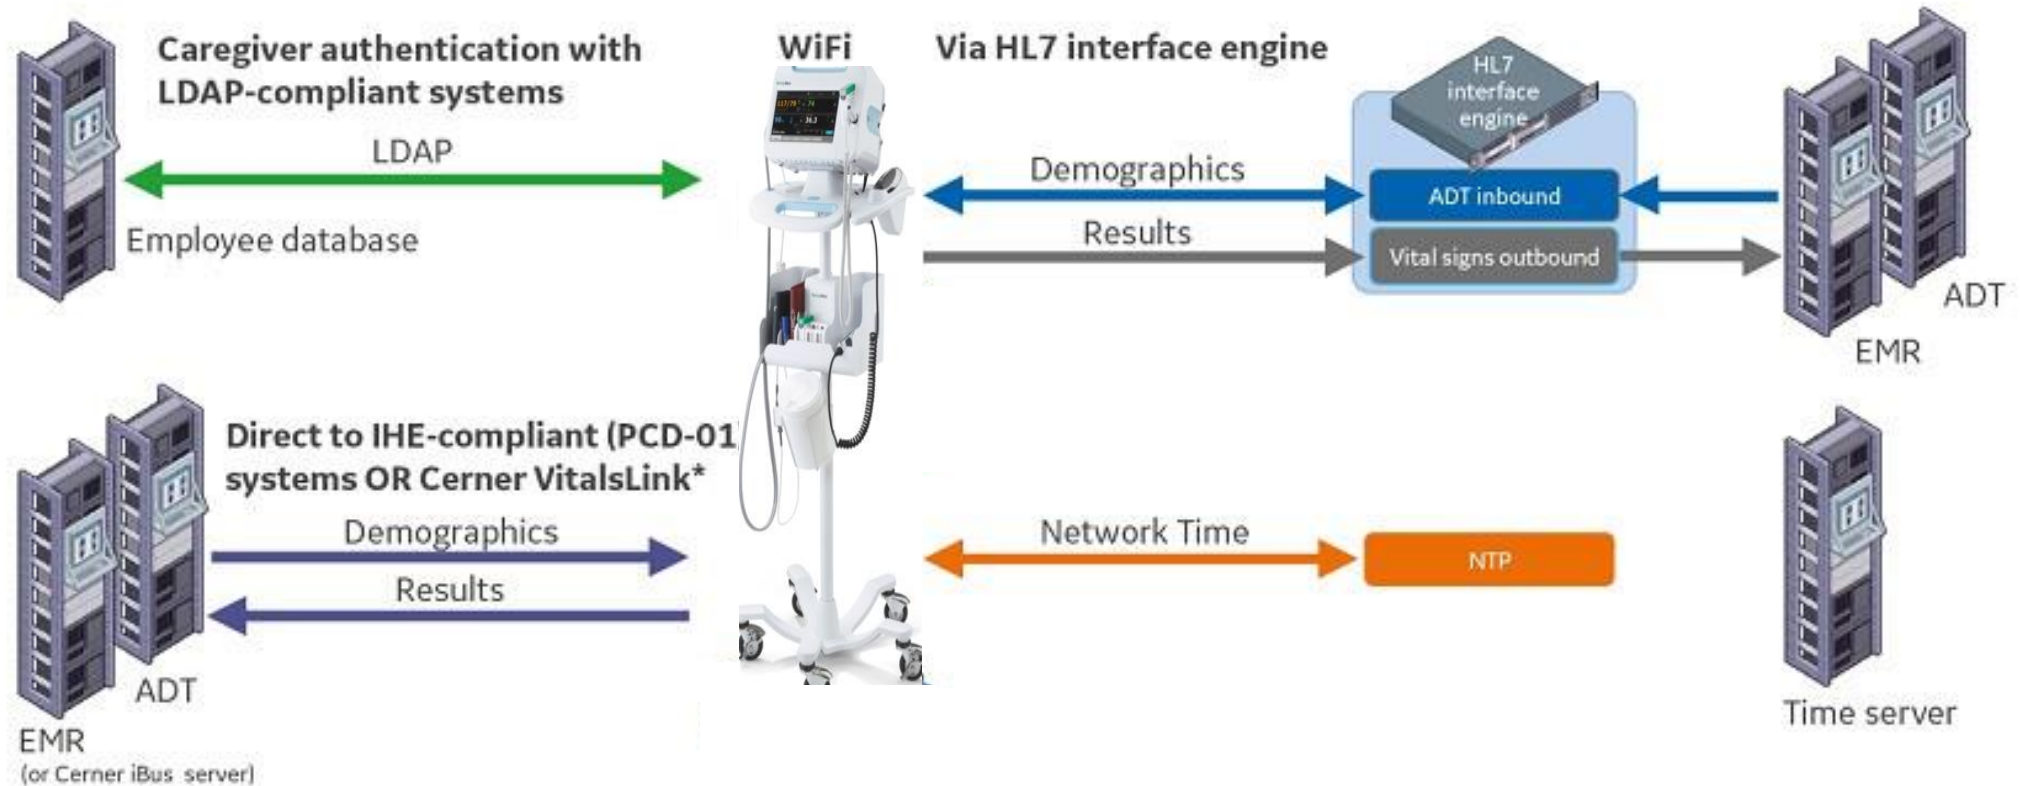 Caregiver authentication with
LDAP-compliant systems
LDAP
Employee database
WiFi
Via HL7 interface engine
HL7
interface
engine
Demographics
ADT inbound
Results
Vital signs outbound
ADT
EMR
Direct to IHE-compliant (PCD-01
systems OR Cerner VitalsLink*
Demographics
Results
ADT
EMR
(or Cerner iBus server)
Network Time
NTP
Time server